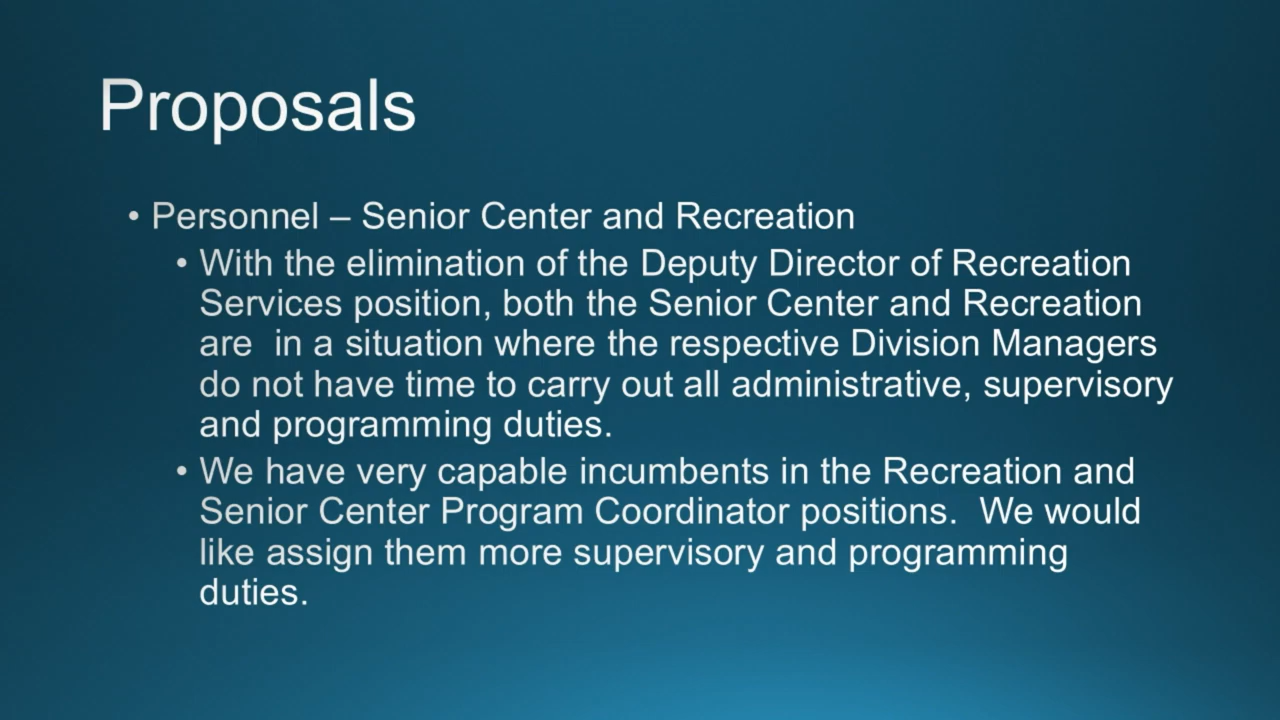 Proposals
• Personnel – Senior Center and Recreation
• With the elimination of the Deputy Director of Recreation
Services position, both the Senior Center and Recreation
are  in a situation where the respective Division Managers
do not have time to carry out all administrative, supervisory
and programming duties.
• We have very capable incumbents in the Recreation and
Senior Center Program Coordinator positions.  We would
like assign them more supervisory and programming
duties.